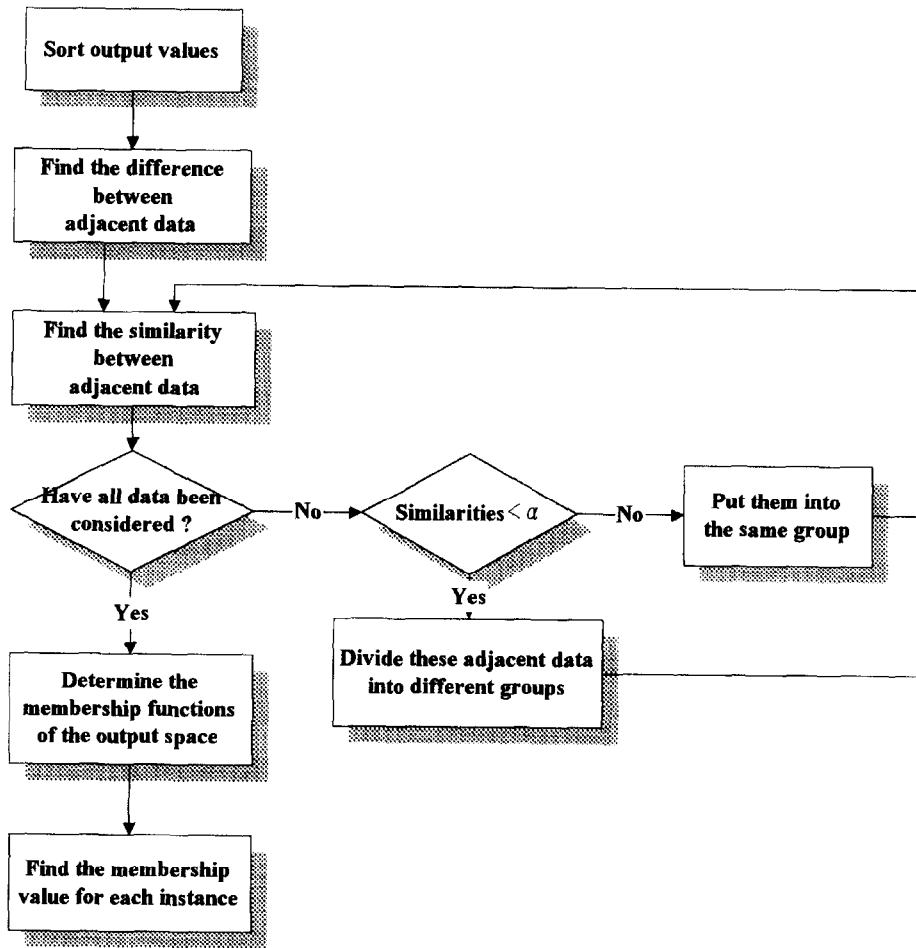 Sort output values
Find the difference
between
adjacent data
Find the similarity
between
adjacent data
Have all data been
considered ?
No
Similarities < α
No
Put them into
the same group
Yes
Yes
Divide these adjacent data
into different groups
Determine the
membership functions
of the output space
Find the membership
value for each instance